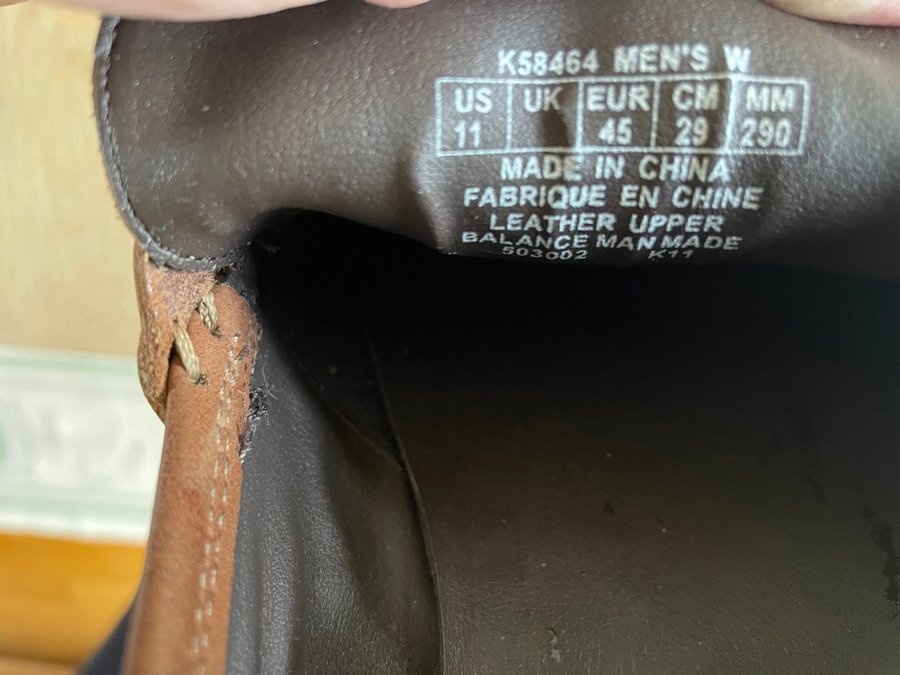 K58464 MEN'S W
US UK EUR CM MM
11 45 29 290
MADE IN CHINA
FABRIQUE EN CHINE
LEATHER UPPER
BALANCE MAN MADE
503002 K11